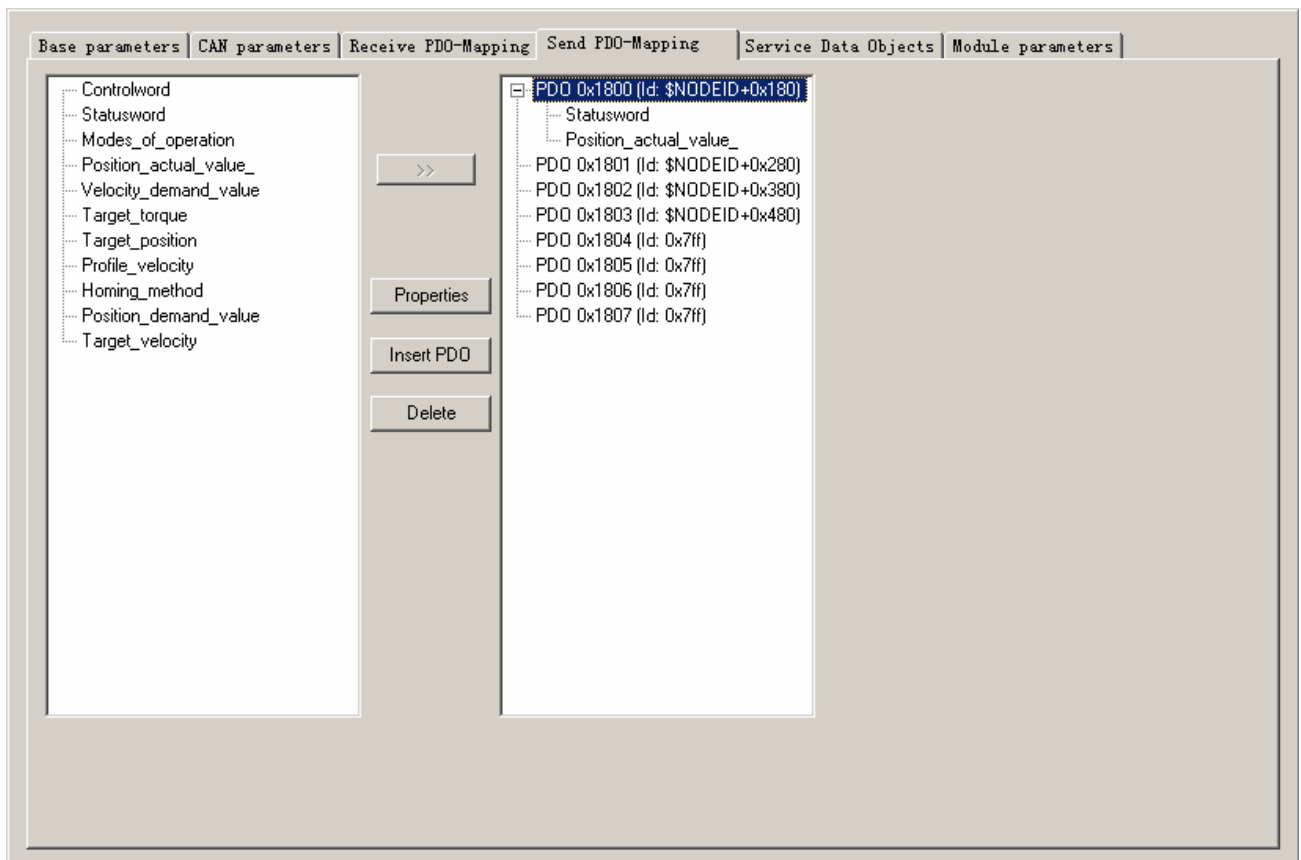 Base parameters
CAN parameters
Receive PDO-Mapping
Send PDO-Mapping
Service Data Objects
Module parameters
Controlword
Statusword
Modes_of_operation
Position_actual_value_
Velocity_demand_value
Target_torque
Target_position
Profile_velocity
Homing_method
Position_demand_value
Target_velocity
>>
Properties
Insert PDO
Delete
PDO 0x1800 (Id: $NODEID+0x180)
Statusword
Position_actual_value_
PDO 0x1801 (Id: $NODEID+0x280)
PDO 0x1802 (Id: $NODEID+0x380)
PDO 0x1803 (Id: $NODEID+0x480)
PDO 0x1804 (Id: 0x7ff)
PDO 0x1805 (Id: 0x7ff)
PDO 0x1806 (Id: 0x7ff)
PDO 0x1807 (Id: 0x7ff)